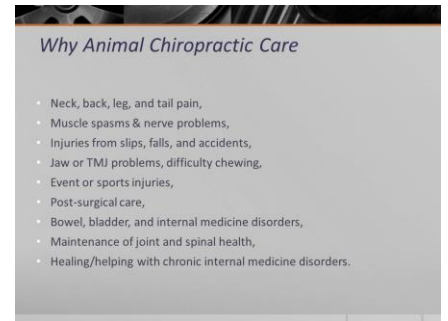 Why Animal Chiropractic Care
• Neck, back, leg, and tail pain,
• Muscle spasms & nerve problems,
• Injuries from slips, falls, and accidents,
• Jaw or TMJ problems, difficulty chewing,
• Event or sports injuries,
• Post-surgical care,
• Bowel, bladder, and internal medicine disorders,
• Maintenance of joint and spinal health,
• Healing/helping with chronic internal medicine disorders.